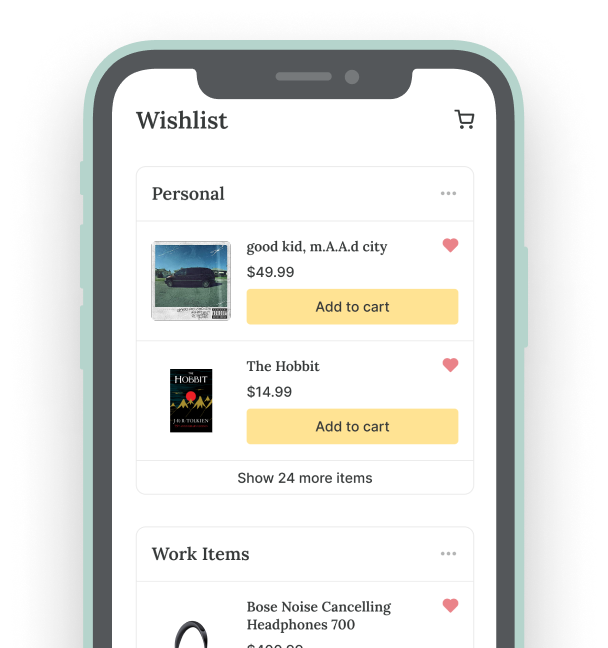 Wishlist
Personal
good kid, m.A.A.d city
$49.99
Add to cart
THE
HOBBIT
J·R·R·TOLKIEN
The Hobbit
$14.99
Add to cart
Show 24 more items
Work Items
Bose Noise Cancelling
Headphones 700